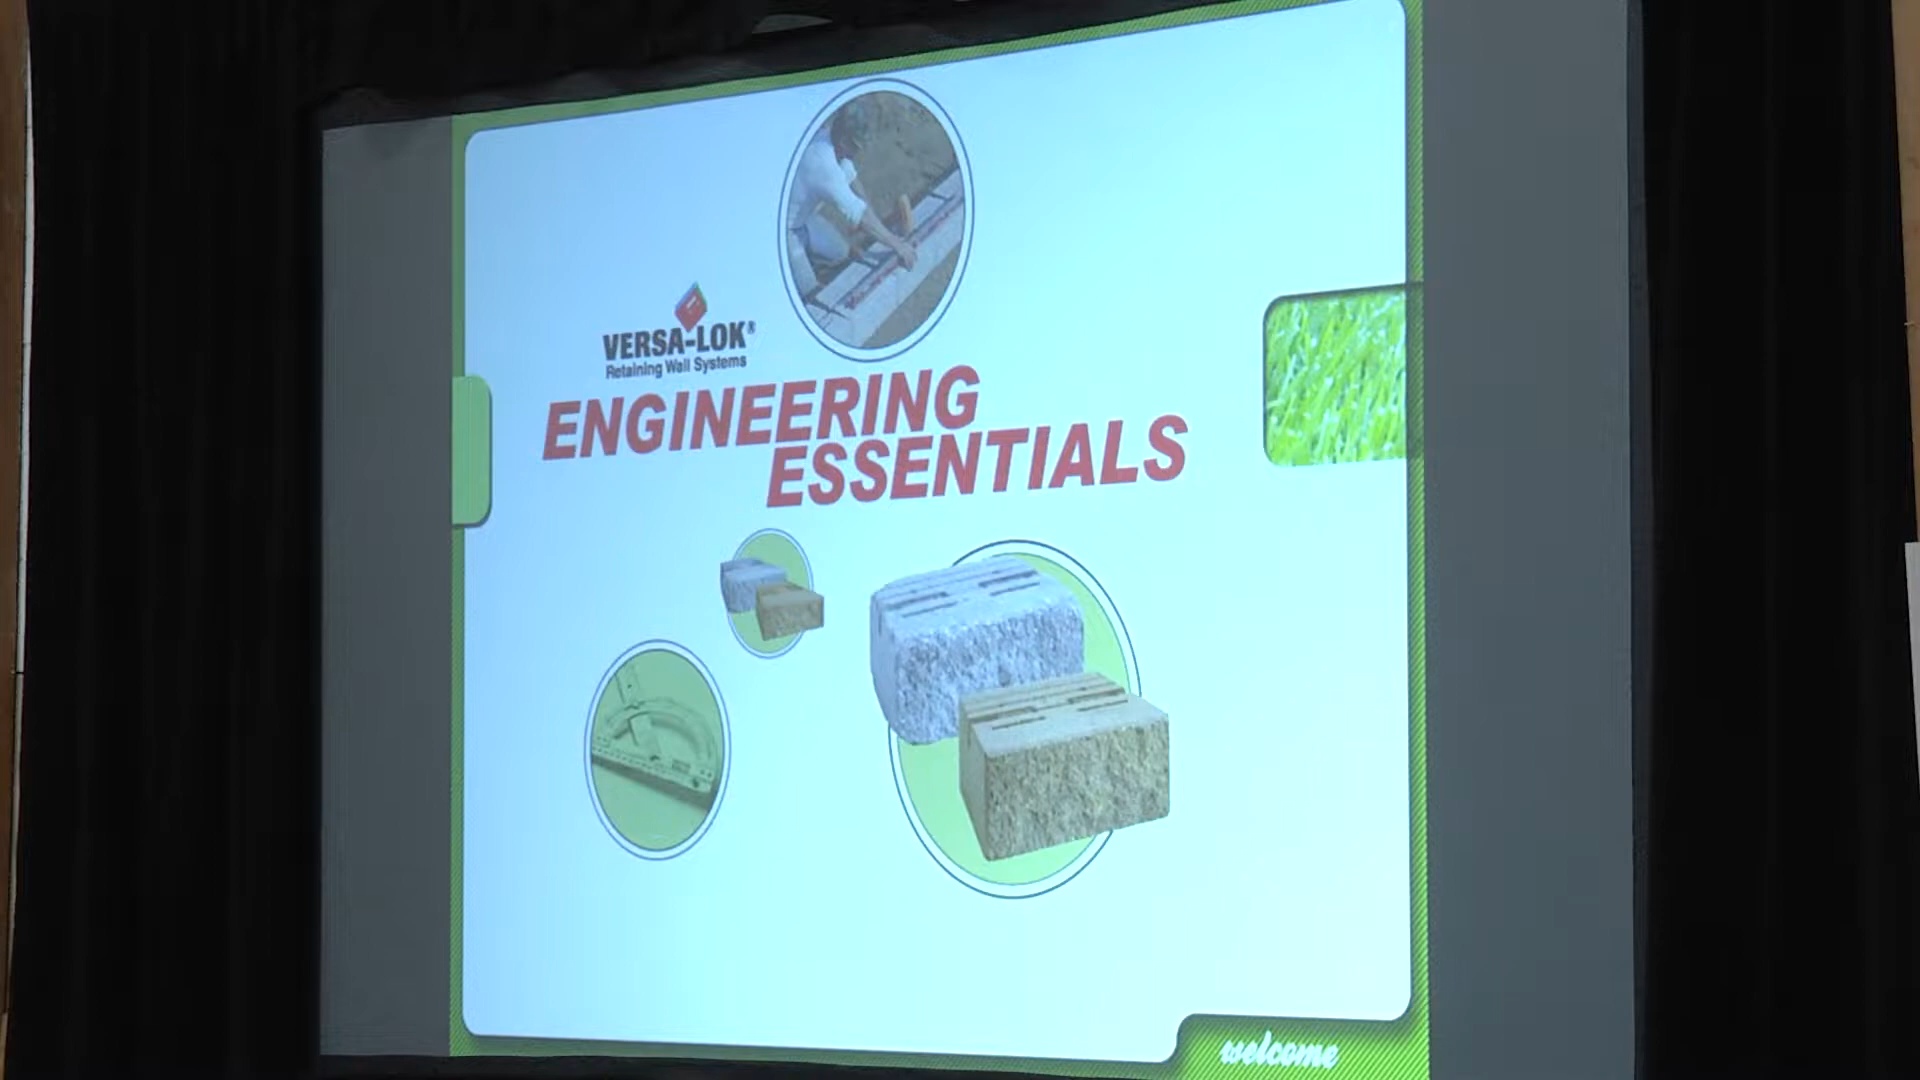 VERSA-LOK®
Retaining Wall Systems
ENGINEERING
ESSENTIALS
welcome